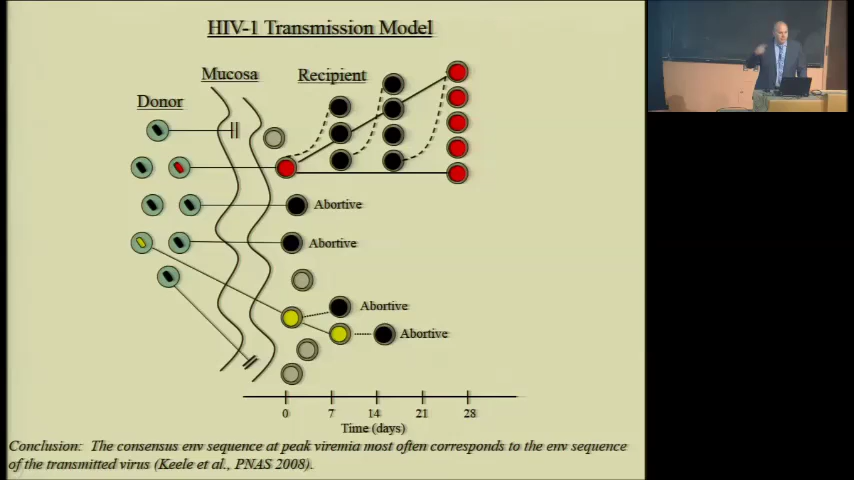 HIV-1 Transmission Model
Mucosa
Recipient
Donor
Abortive
Abortive
Abortive
Abortive
0 7 14 21 28
Time (days)
Conclusion: The consensus env sequence at peak viremia most often corresponds to the env sequence
of the transmitted virus (Keele et al., PNAS 2008).